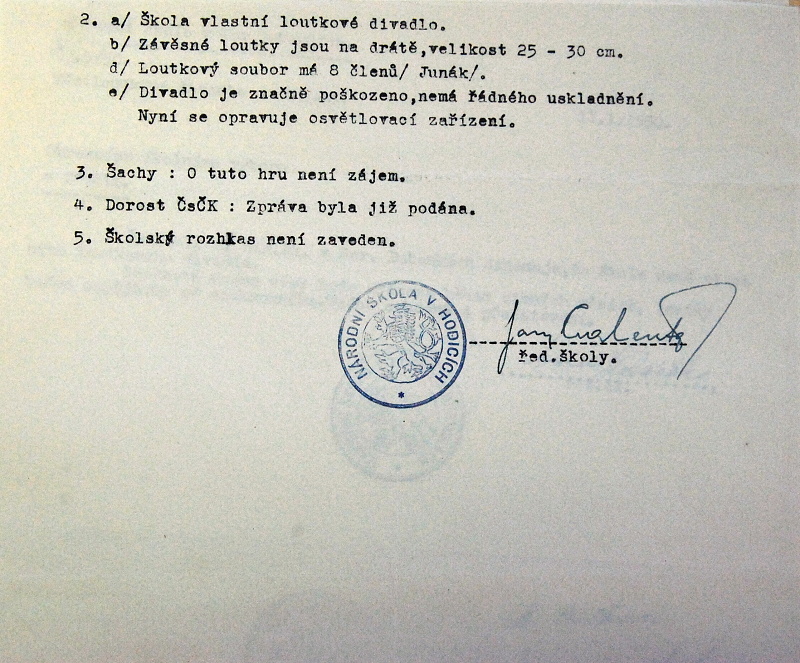 2. a/ Škola vlastní loutkové divadlo.
b/ Závěsné loutky jsou na drátě,velikost 25 - 30 cm.
d/ Loutkový soubor má 8 členů/ Junák/.
e/ Divadlo je značně poškozeno,nemá řádného uskladnění.
Nyní se opravuje osvětlovací zařízení.
3. Šachy : O tuto hru není zájem.
4. Dorost ČsČK : Zpráva byla již podána.
5. Školský rozhlas není zaveden.
NÁRODNÍ ŠKOLA V HODICÍCH
řed.školy.